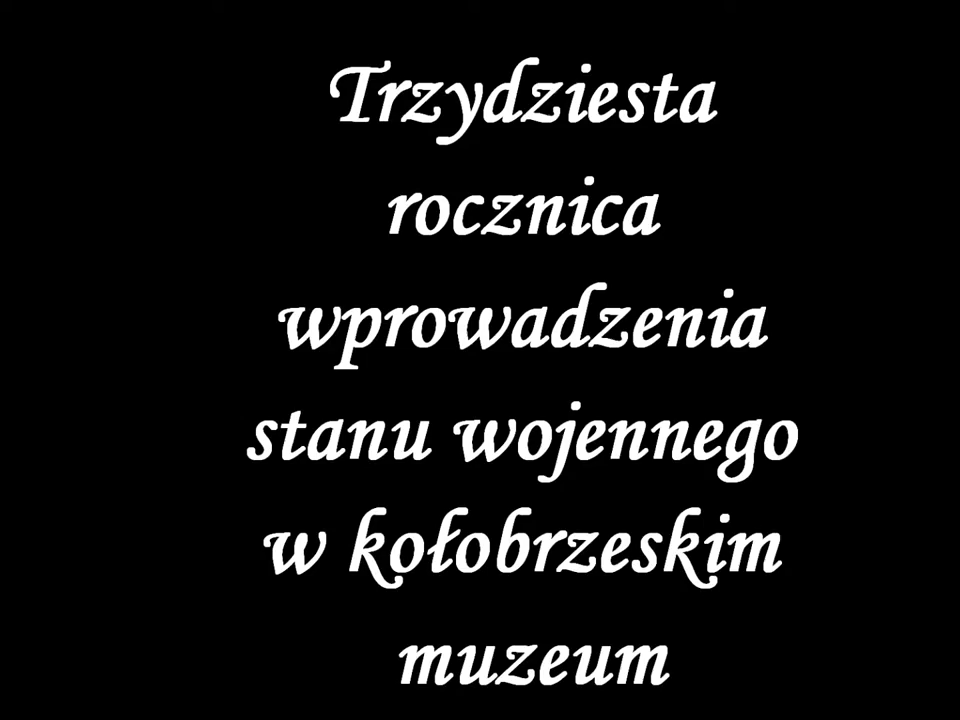 Trzydziesta
rocznica
wprowadzenia
stanu wojennego
w kołobrzeskim
muzeum